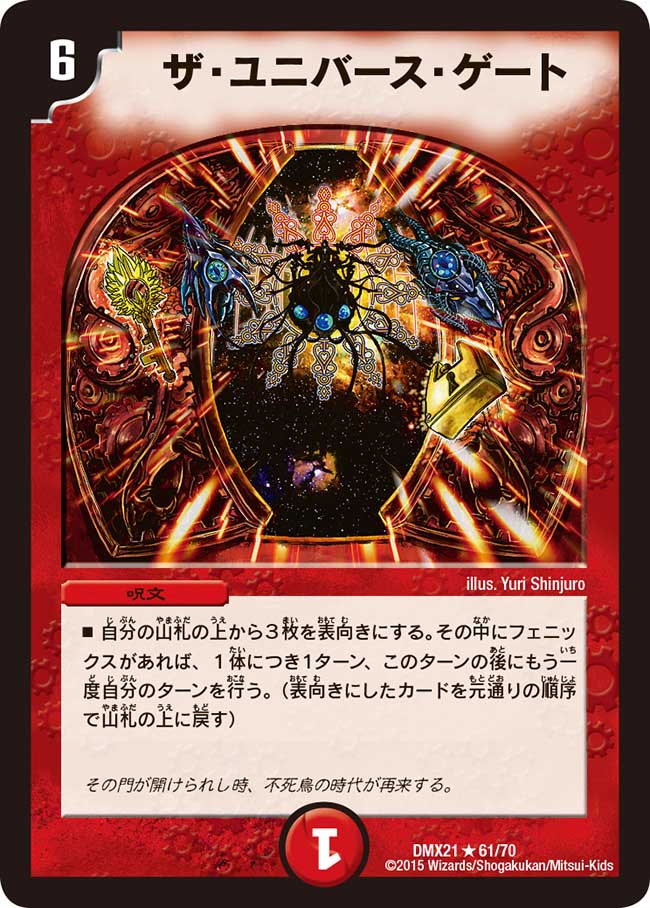 6
ザ・ユニバース・ゲート
illus. Yuri Shinjuro
呪文
■ 自分の山札の上から3枚を表向きにする。その中にフェニッ
クスがあれば、1体につき1ターン、このターンの後にもう一
度自分のターンを行う。(表向きにしたカードを元通りの順序
で山札の上に戻す)
その門が開けられし時、不死鳥の時代が再来する。
1
DMX21★61/70
©2015 Wizards/Shogakukan/Mitsui-Kids